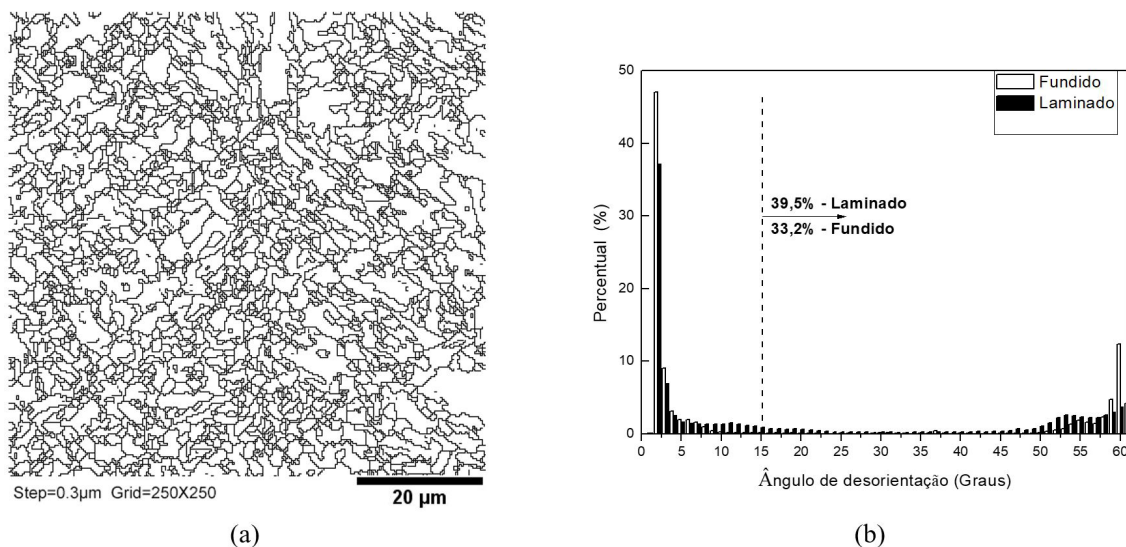 Step=0.3µm Grid=250X250
20 µm
(a)
50
40
30
20
10
0
Percentual (%)
Fundido
Laminado
39,5% - Laminado
33,2% - Fundido
0 5 10 15 20 25 30 35 40 45 50 55 60
Ângulo de desorientação (Graus)
(b)